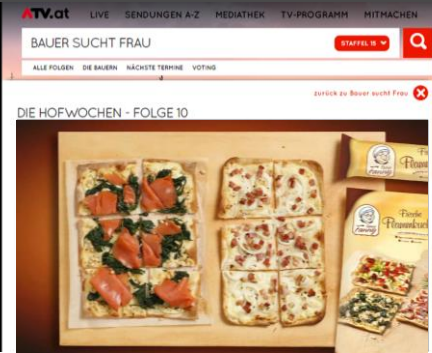 ATV.at LIVE SENDUNGEN A-Z MEDIATHEK TV-PROGRAMM MITMACHEN
BAUER SUCHT FRAU STAFFEL 15
ALLE FOLGEN DIE BAUERN NÄCHSTE TERMINE VOTING
zurück zu Bauer sucht Frau
DIE HOFWOCHEN - FOLGE 10
Frische